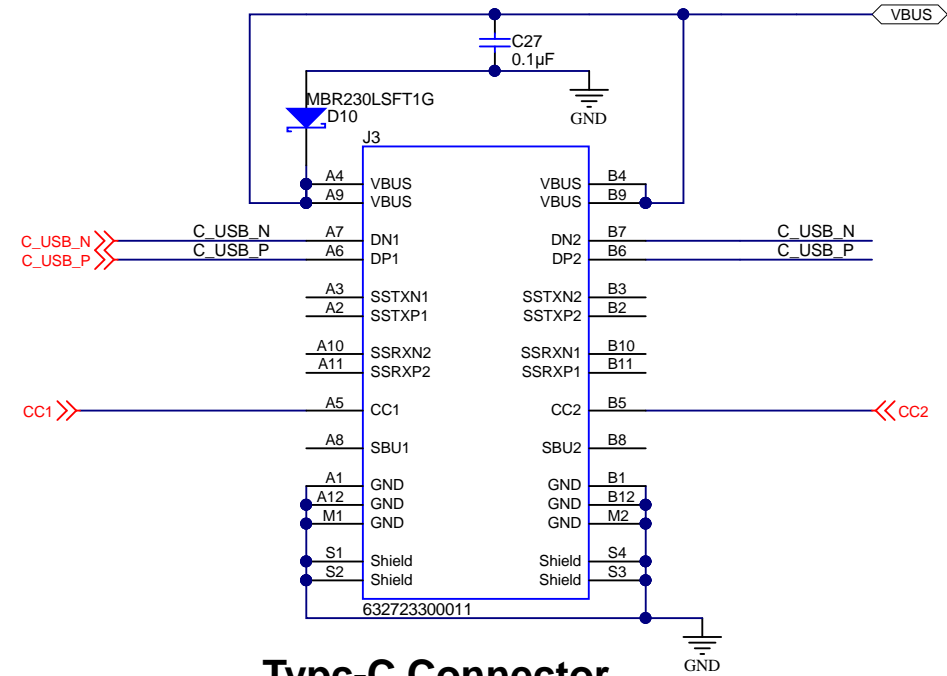 VBUS
C27
0.1µF
GND
MBR230LSFT1G
D10
J3
A4 VBUS VBUS B4
A9 VBUS VBUS B9
C_USB_N C_USB_N A7 DN1 DN2 B7 C_USB_N
C_USB_P C_USB_P A6 DP1 DP2 B6 C_USB_P
A3 SSTXN1 SSTXN2 B3
A2 SSTXP1 SSTXP2 B2
A10 SSRXN2 SSRXN1 B10
A11 SSRXP2 SSRXP1 B11
CC1 A5 CC1 CC2 B5 CC2
A8 SBU1 SBU2 B8
A1 GND GND B1
A12 GND GND B12
M1 GND GND M2
S1 Shield Shield S4
S2 Shield Shield S3
632723300011
GND
Type-C Connector